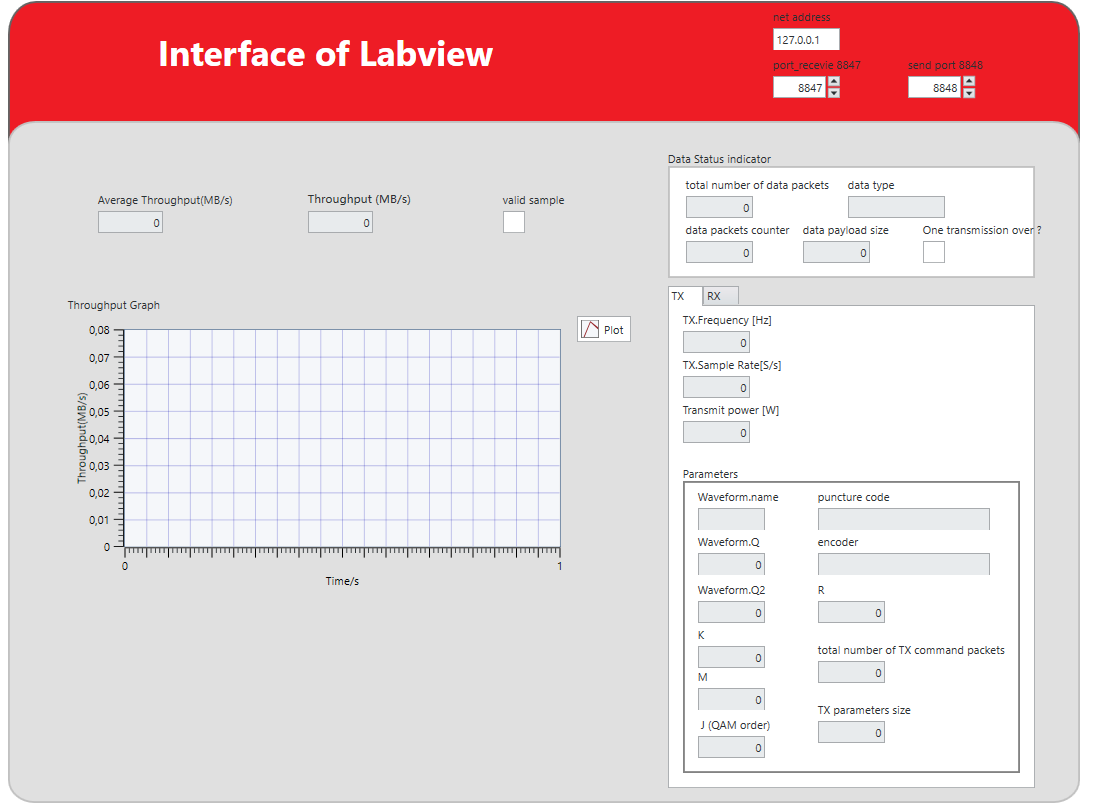 Interface of Labview
net address
127.0.0.1
port_recevie 8847
send port 8848
8847
8848
Average Throughput(MB/s)
0
Throughput (MB/s)
0
valid sample
Data Status indicator
total number of data packets
data type
0
data packets counter
data payload size
One transmission over ?
0
0
Throughput Graph
Plot
0,08
0,07
0,06
0,05
0,04
0,03
0,02
0,01
0
Throughput(MB/s)
0
1
Time/s
TX
RX
TX.Frequency [Hz]
0
TX.Sample Rate[S/s]
0
Transmit power [W]
0
Parameters
Waveform.name
puncture code
Waveform.Q
encoder
0
Waveform.Q2
R
0
0
K
total number of TX command packets
0
0
M
0
TX parameters size
0
J (QAM order)
0